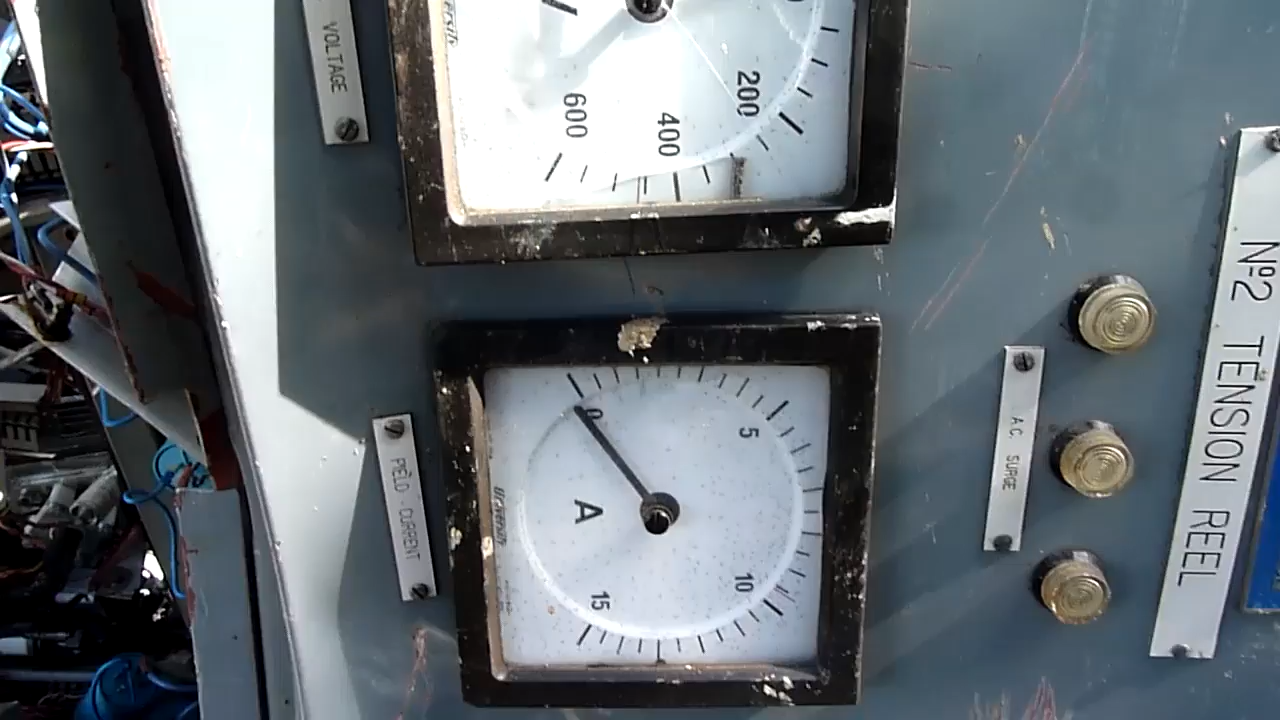 Nº2 TENSION REEL
A.C. SURGE
200
400
600
V
VOLTAGE
0
5
10
15
A
FIELD - CURRENT